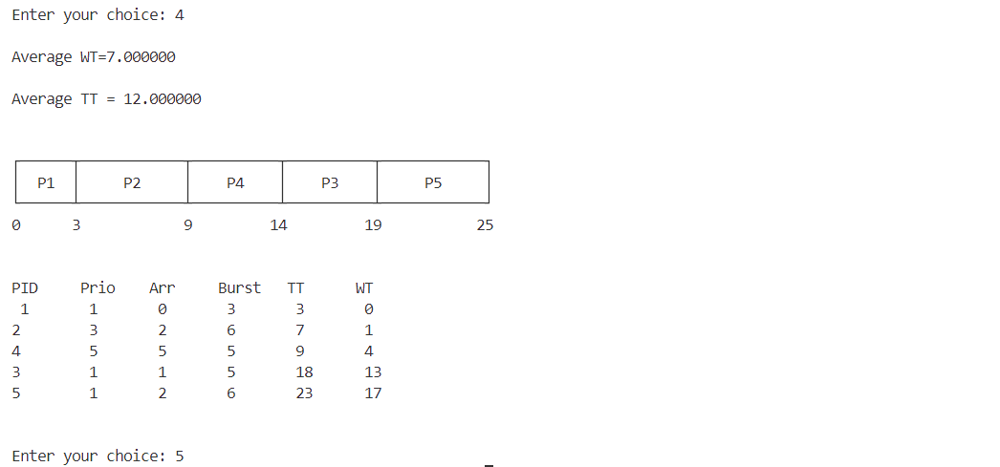 Enter your choice: 4
Average WT=7.000000
Average TT = 12.000000
P1 P2 P4 P3 P5
0 3 9 14 19 25
PID Prio Arr Burst TT WT
1 1 0 3 3 0
2 3 2 6 7 1
4 5 5 5 9 4
3 1 1 5 18 13
5 1 2 6 23 17
Enter your choice: 5